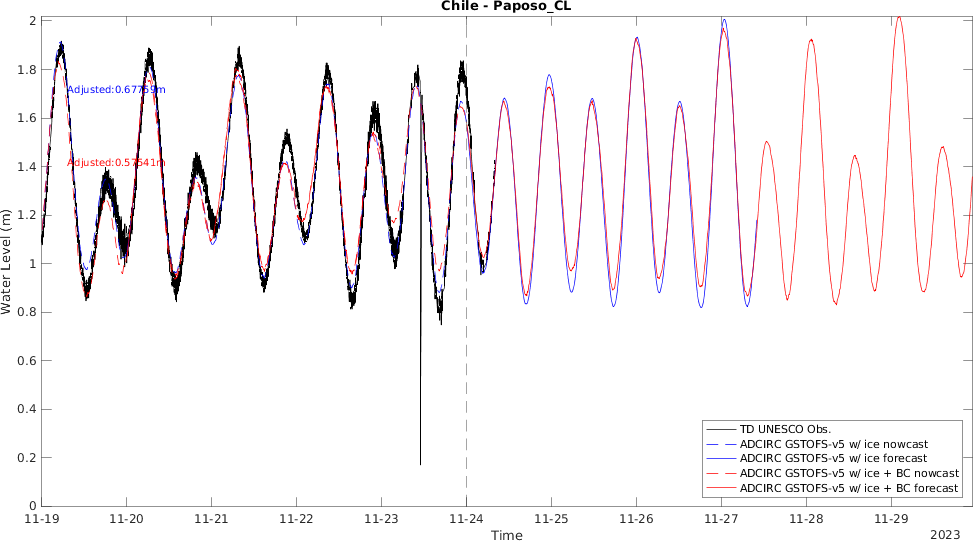 Chile - Paposo_CL
2
1.8
1.6
1.4
1.2
1
0.8
0.6
0.4
0.2
0
Water Level (m)
Adjusted:0.67759m
Adjusted:0.57541m
TD UNESCO Obs.
ADCIRC GSTOFS-v5 w/ ice nowcast
ADCIRC GSTOFS-v5 w/ ice forecast
ADCIRC GSTOFS-v5 w/ ice + BC nowcast
ADCIRC GSTOFS-v5 w/ ice + BC forecast
11-19 11-20 11-21 11-22 11-23 11-24 11-25 11-26 11-27 11-28 11-29
Time
2023